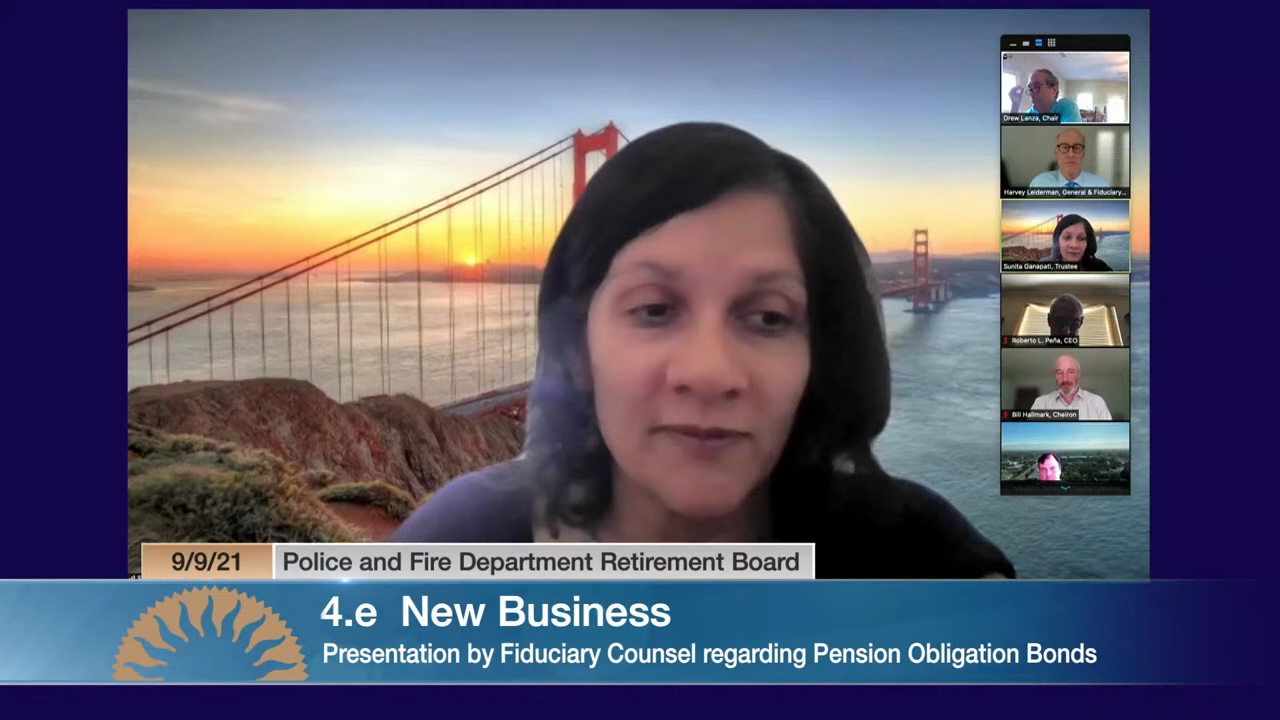 Drew Lanza, Chair
Harvey Leiderman, General & Fiduciary...
Sunita Ganapati, Trustee
Roberto L. Peña, CEO
Bill Hallmark, Cheiron
9/9/21
Police and Fire Department Retirement Board
4.e New Business
Presentation by Fiduciary Counsel regarding Pension Obligation Bonds